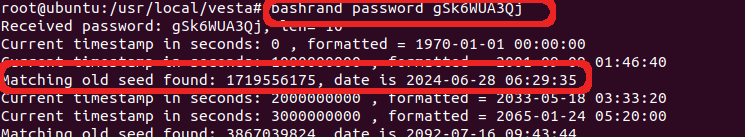 root@ubuntu:/usr/local/vesta# bashrand password gSk6WUA3Qj
Received password: gSk6WUA3Qj, len= 10
Current timestamp in seconds: 0 , formatted = 1970-01-01 00:00:00
Current timestamp in seconds: 1000000000 , formatted = 2001-09-09 01:46:40
Matching old seed found: 1719556175, date is 2024-06-28 06:29:35
Current timestamp in seconds: 2000000000 , formatted = 2033-05-18 03:33:20
Current timestamp in seconds: 3000000000 , formatted = 2065-01-24 05:20:00
Matching old seed found: 3867039824, date is 2092-07-16 09:43:44